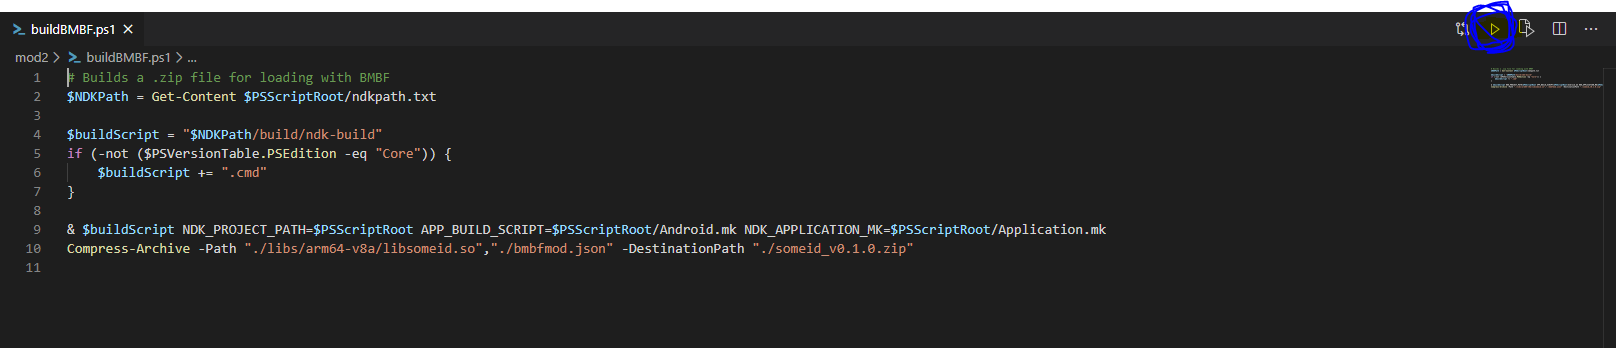 buildBMBF.ps1
mod2 > buildBMBF.ps1 > ...
1 # Builds a .zip file for loading with BMBF
2 $NDKPath = Get-Content $PSScriptRoot/ndkpath.txt
3
4 $buildScript = "$NDKPath/build/ndk-build"
5 if (-not ($PSVersionTable.PSEdition -eq "Core")) {
6     $buildScript += ".cmd"
7 }
8
9 & $buildScript NDK_PROJECT_PATH=$PSScriptRoot APP_BUILD_SCRIPT=$PSScriptRoot/Android.mk NDK_APPLICATION_MK=$PSScriptRoot/Application.mk
10 Compress-Archive -Path "./libs/arm64-v8a/libsomeid.so","./bmbfmod.json" -DestinationPath "./someid_v0.1.0.zip"
11